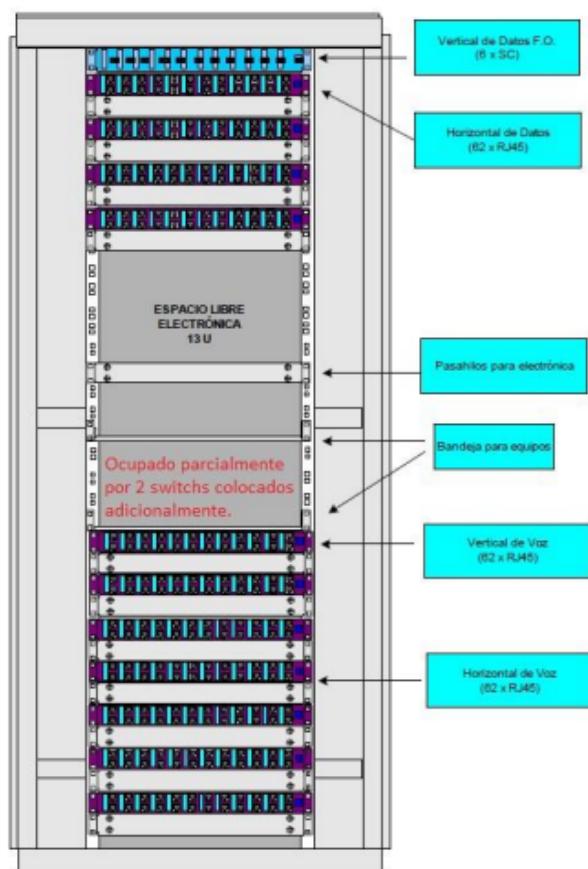 Vertical de Datos F.O.
(6 x SC)
Horizontal de Datos
(62 x RJ45)
ESPACIO LIBRE
ELECTRÓNICA
13 U
Pasahilos para electrónica
Bandeja para equipos
Ocupado parcialmente
por 2 switchs colocados
adicionalmente.
Vertical de Voz
(62 x RJ45)
Horizontal de Voz
(62 x RJ45)